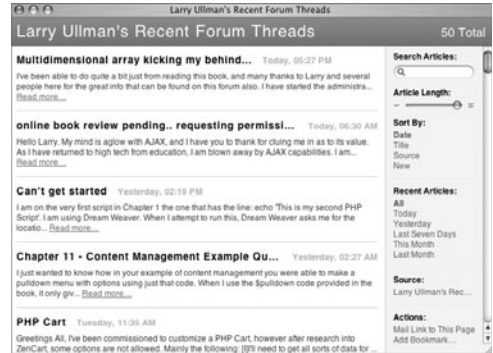 Larry Ullman's Recent Forum Threads
Larry Ullman's Recent Forum Threads
50 Total
Multidimensional array kicking my behind... Today, 05:27 PM
I've been able to do quite a bit just from reading this book, and many thanks to Larry and several
people here for the great info that can be found on this forum also. I have started the administra...
Read more...
online book review pending.. requesting permissi... Today, 06:30 AM
Hello Larry. My mind is aglow with AJAX, and I have you to thank for cluing me in as to its value.
As I have returned to high tech from education, I am blown away by AJAX capabilities. I am...
Read more...
Can't get started Yesterday, 02:19 PM
I am on the very first script in Chapter 1 the one that has the line: echo 'This is my second PHP
Script'. I am using Dream Weaver. When I attempt to run this, Dream Weaver asks me for the
locatio... Read more...
Chapter 11 - Content Management Example Qu... Yesterday, 02:27 AM
I just wanted to know how in your example of content management you were able to make a
pulldown menu with options using just that code. When I use the $pulldown code provided in the
book, it only giv... Read more...
PHP Cart Tuesday, 11:35 AM
Greetings All, I've been commissioned to customize a PHP Cart, however after research into
ZenCart, some options are not allowed. Mainly the following: [I]I'll need to get all sorts of data for ...
Search Articles:
Article Length:
Sort By:
Date
Title
Source
New
Recent Articles:
All
Today
Yesterday
Last Seven Days
This Month
Last Month
Source:
Larry Ullman's Rec...
Actions:
Mail Link to This Page
Add Bookmark...